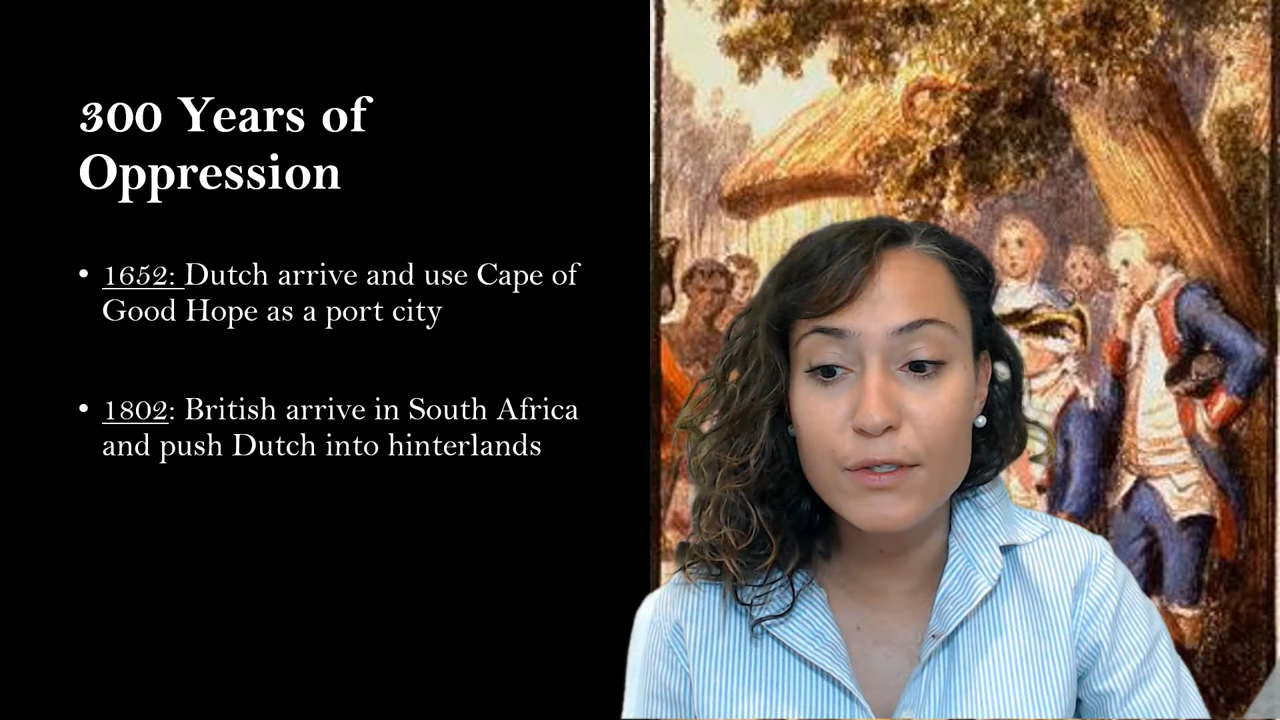 300 Years of
Oppression
• 1652: Dutch arrive and use Cape of
Good Hope as a port city
• 1802: British arrive in South Africa
and push Dutch into hinterlands